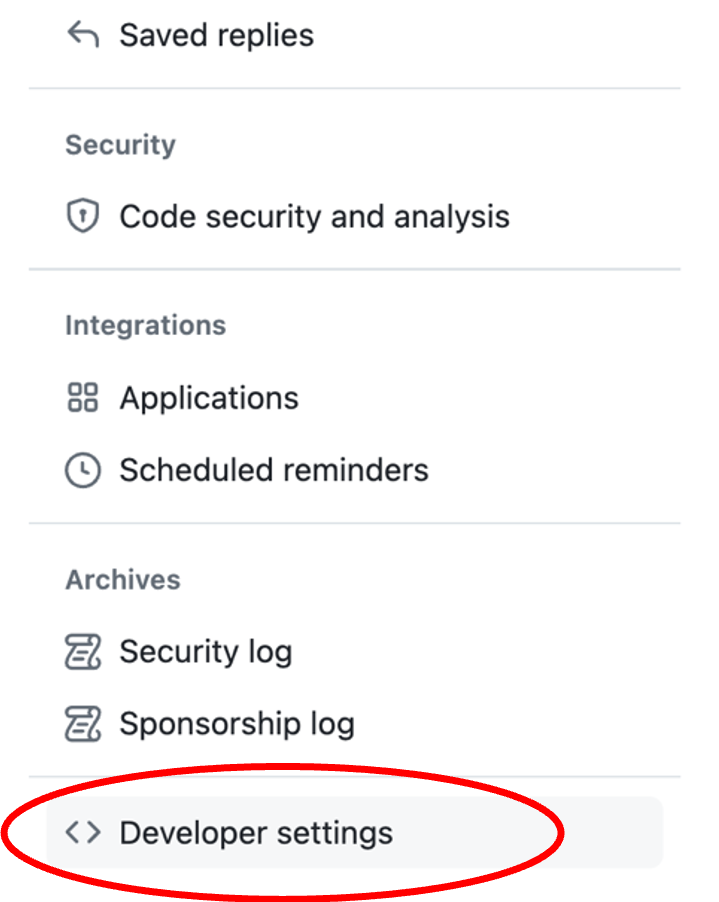 Saved replies
Security
Code security and analysis
Integrations
Applications
Scheduled reminders
Archives
Security log
Sponsorship log
Developer settings